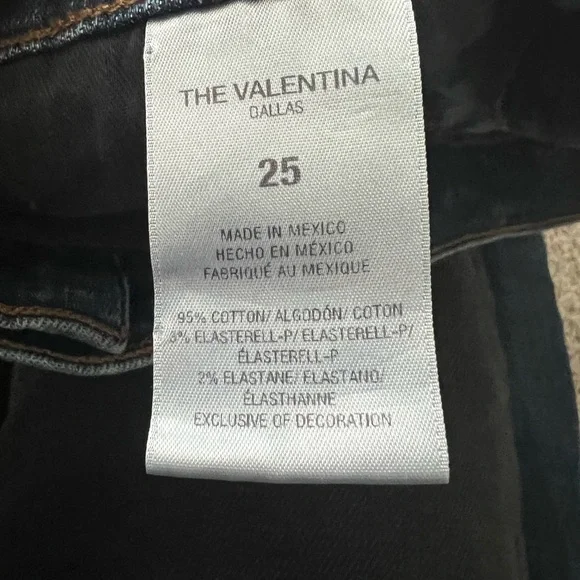 THE VALENTINA
DALLAS
25
MADE IN MEXICO
HECHO EN MÉXICO
FABRIQUÉ AU MEXIQUE
95% COTTON/ ALGODÓN/ COTON
3% ELASTERELL-P/ ELASTERELL-P/
ÉLASTERELL-P
2% ELASTANE/ ELASTANO/
ÉLASTHANNE
EXCLUSIVE OF DECORATION